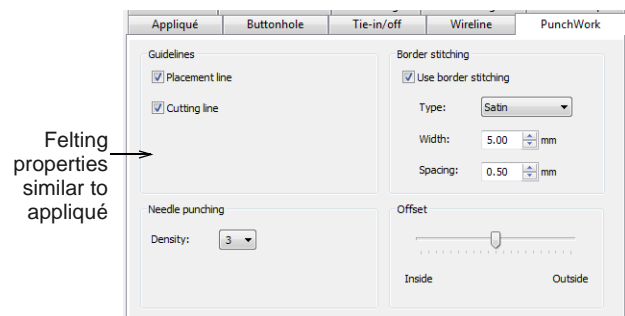 Appliqué Buttonhole Tie-in/off Wireline PunchWork
Guidelines
Placement line
Cutting line
Border stitching
Use border stitching
Type: Satin
Width: 5.00 mm
Spacing: 0.50 mm
Felting
properties
similar to
appliqué
Needle punching
Density: 3
Offset
Inside Outside